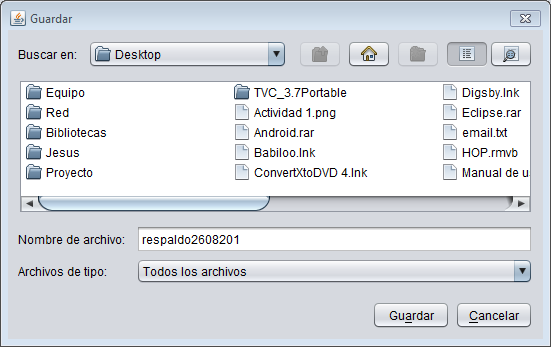 Guardar
Buscar en: Desktop
Equipo TVC_3.7Portable Digsby.lnk
Red Actividad 1.png Eclipse.rar
Bibliotecas Android.rar email.txt
Jesus Babiloo.lnk HOP.rmvb
Proyecto ConvertXtoDVD 4.lnk Manual de u
Nombre de archivo: respaldo2608201
Archivos de tipo: Todos los archivos
Guardar Cancelar